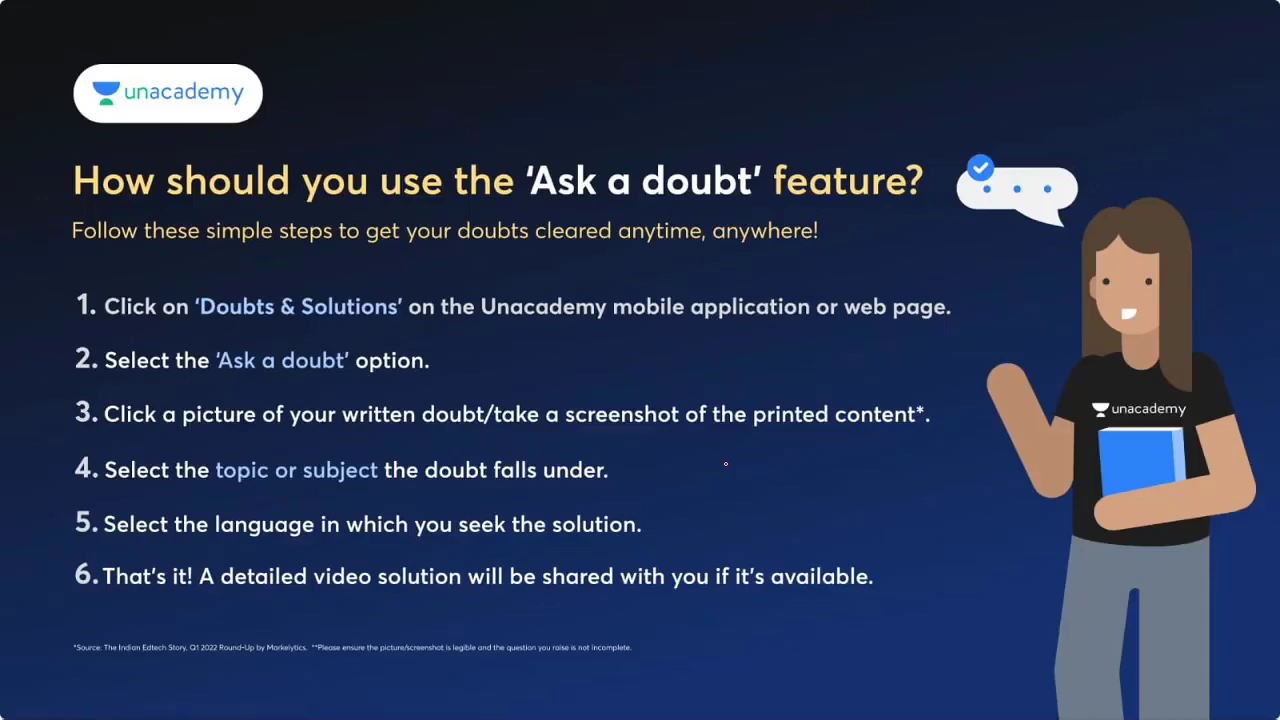 unacademy
How should you use the ‘Ask a doubt’ feature?
Follow these simple steps to get your doubts cleared anytime, anywhere!
1. Click on ‘Doubts & Solutions’ on the Unacademy mobile application or web page.
2. Select the ‘Ask a doubt’ option.
3. Click a picture of your written doubt/take a screenshot of the printed content*.
unacademy
4. Select the topic or subject the doubt falls under.
5. Select the language in which you seek the solution.
6. That’s it! A detailed video solution will be shared with you if it’s available.
*Source: The Indian Edtech Story, Q1 2022 Round-Up by Markelytics. **Please ensure the picture/screenshot is legible and the question you raise is not incomplete.